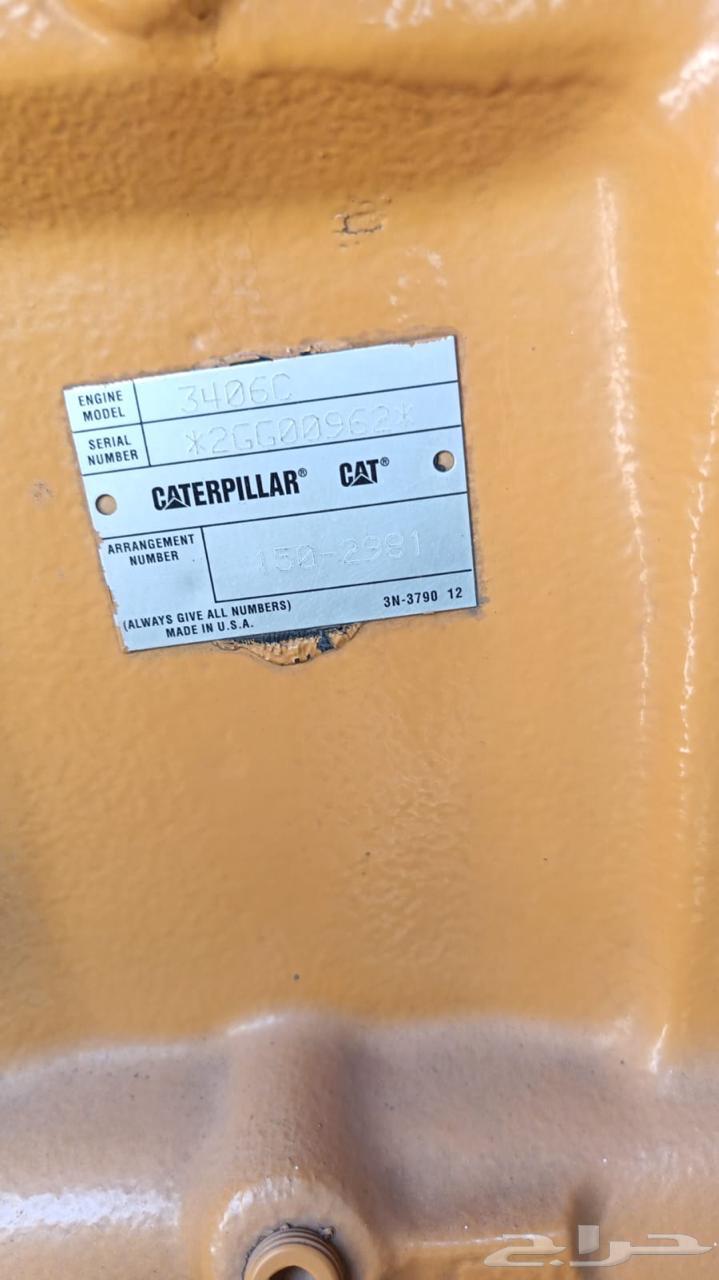 ENGINE MODEL 3406C
SERIAL NUMBER *2GG00962*
CATERPILLAR® CAT®
ARRANGEMENT NUMBER 150-2981
(ALWAYS GIVE ALL NUMBERS) 3N-3790 12
MADE IN U.S.A.
حراج